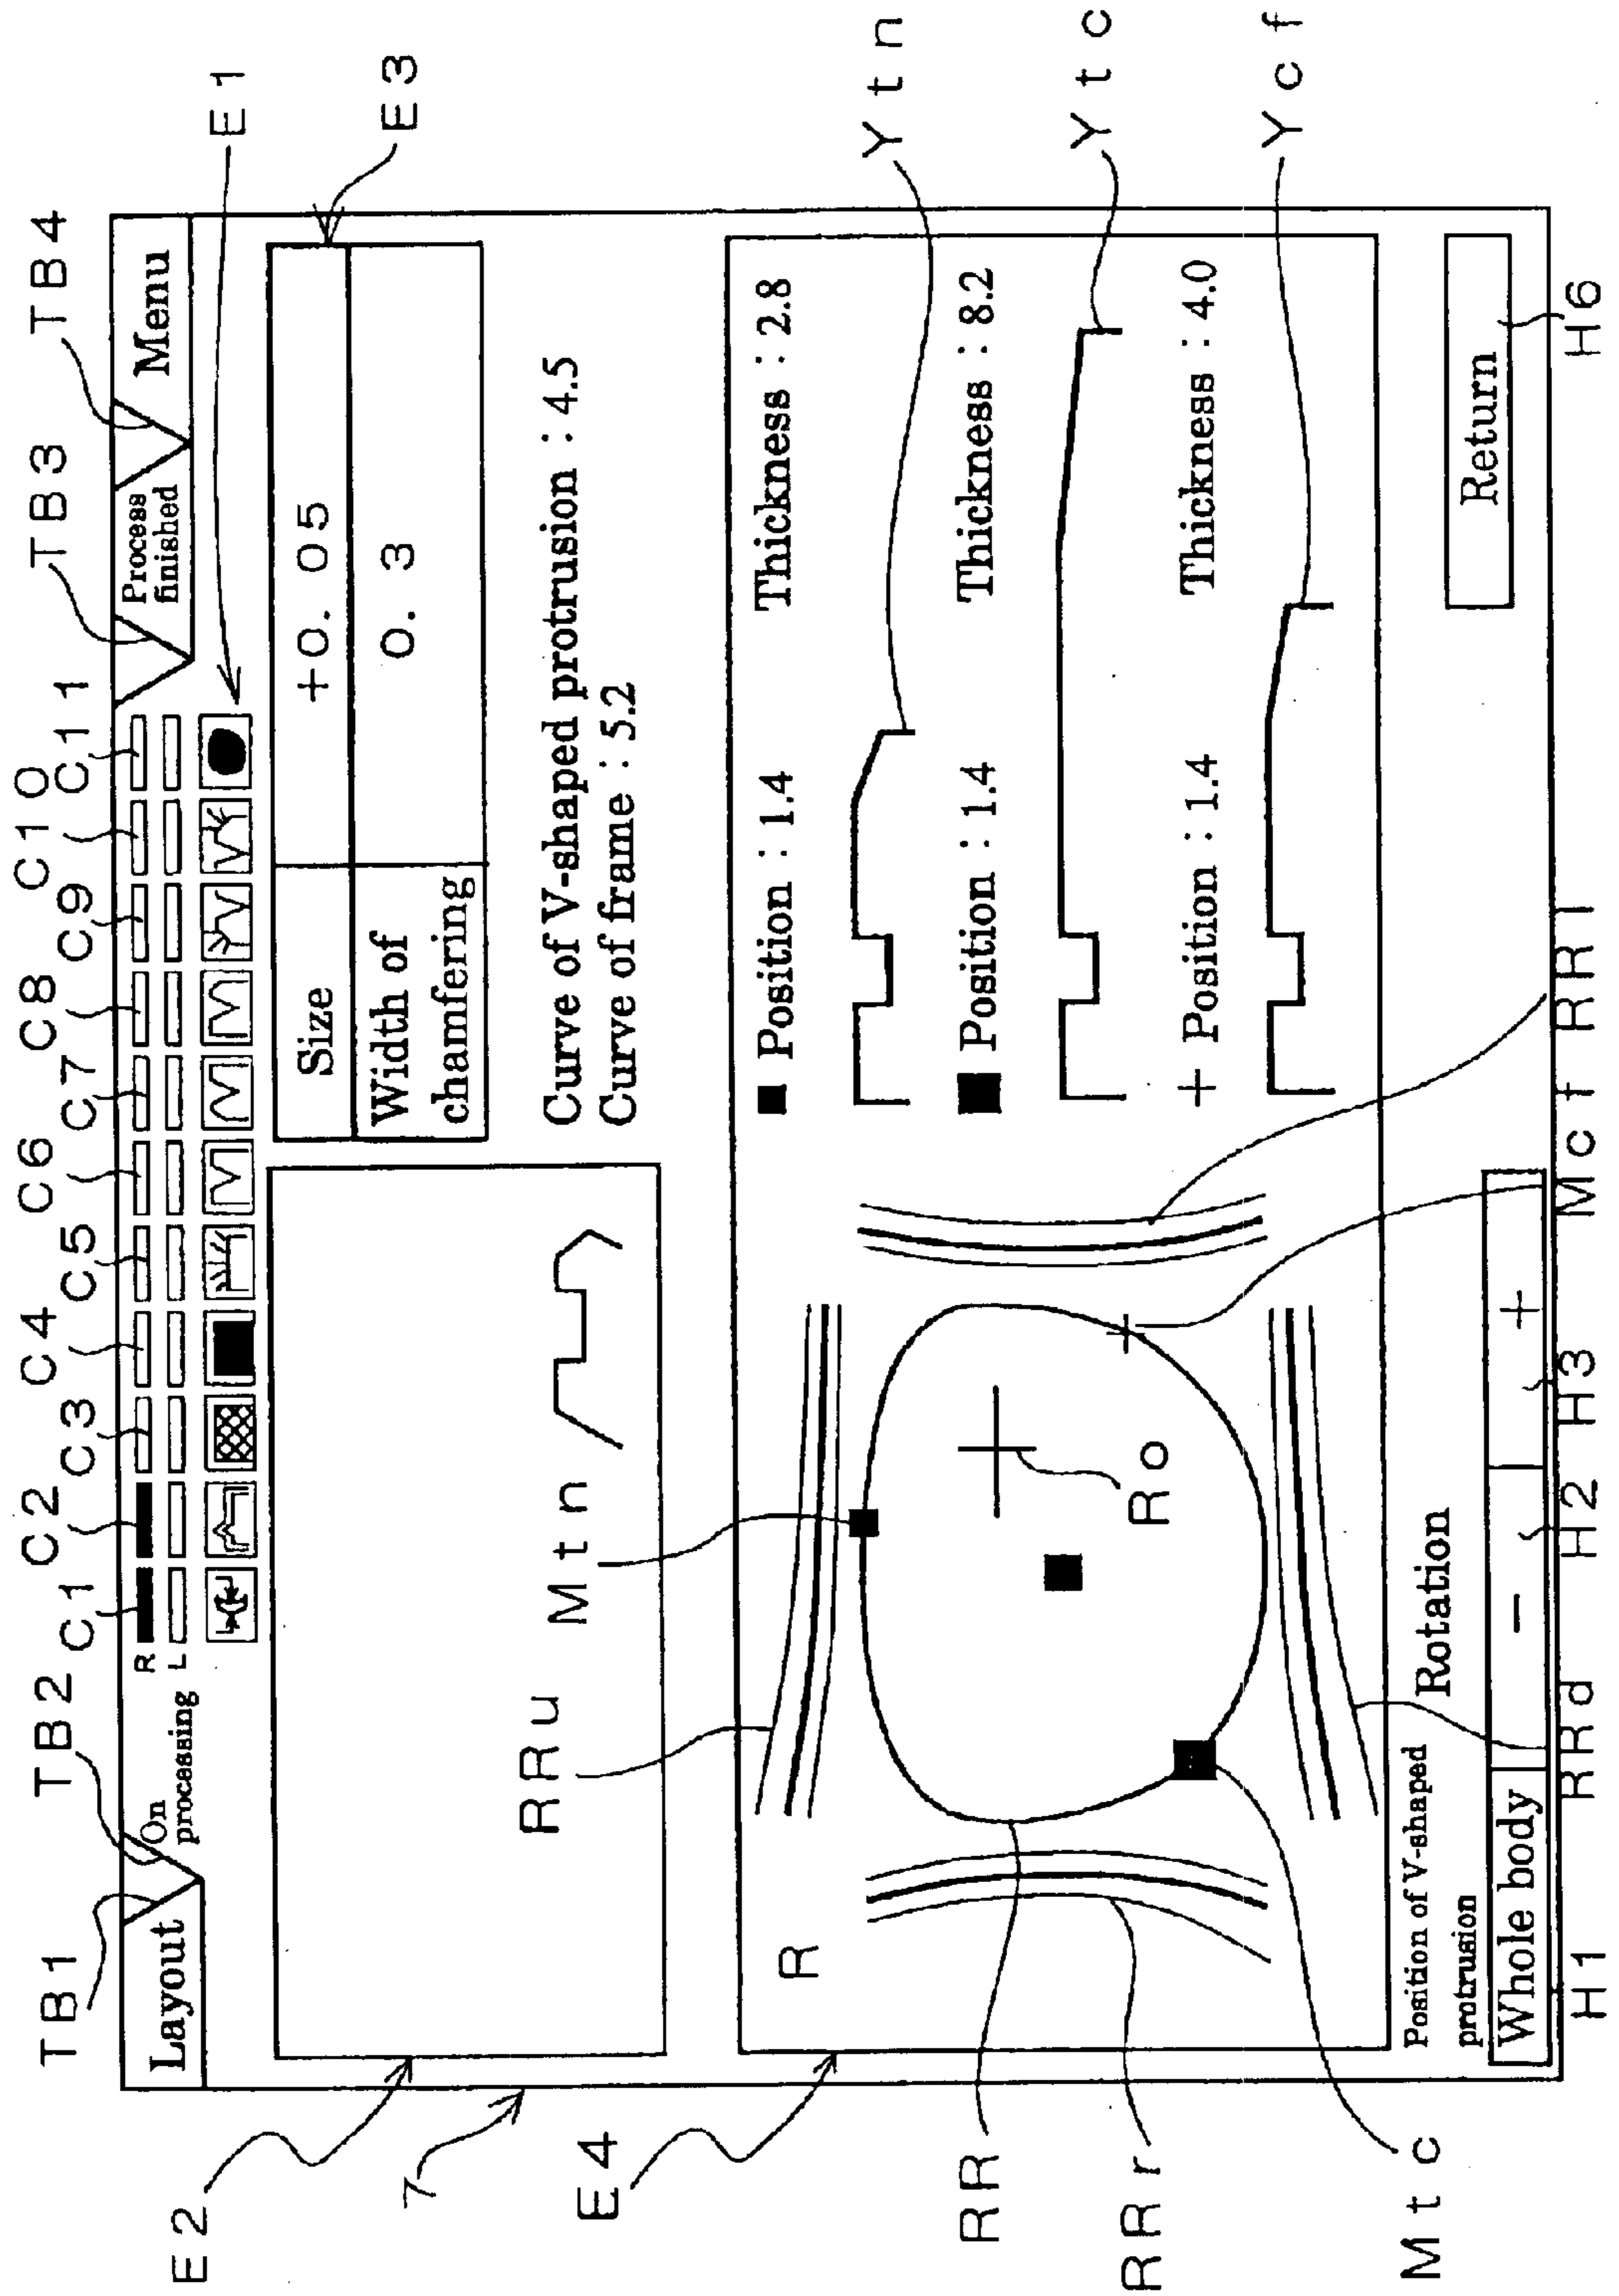 TB1 TB2 C1 C2 C3 C4 C5 C6 C7 C8 C9 C10 C11 TB3 TB4
Layout
On
processing
R
L
Process
finished
Menu
E1
E2
7
E3
Size
+0.05
Width of
chamfering
0.3
Curve of V-shaped protrusion : 4.5
Curve of frame : 5.2
RRu
Mtn
E4
R
Position : 1.4 Thickness : 2.8
Ytn
Position : 1.4 Thickness : 8.2
Ytc
+ Position : 1.4 Thickness : 4.0
Ycf
Ro
RR
RRr
Mtc
Position of V-shaped
protrusion
Rotation
Whole body
−
+
Return
H1 RRd H2 H3 Mcf RRl H6